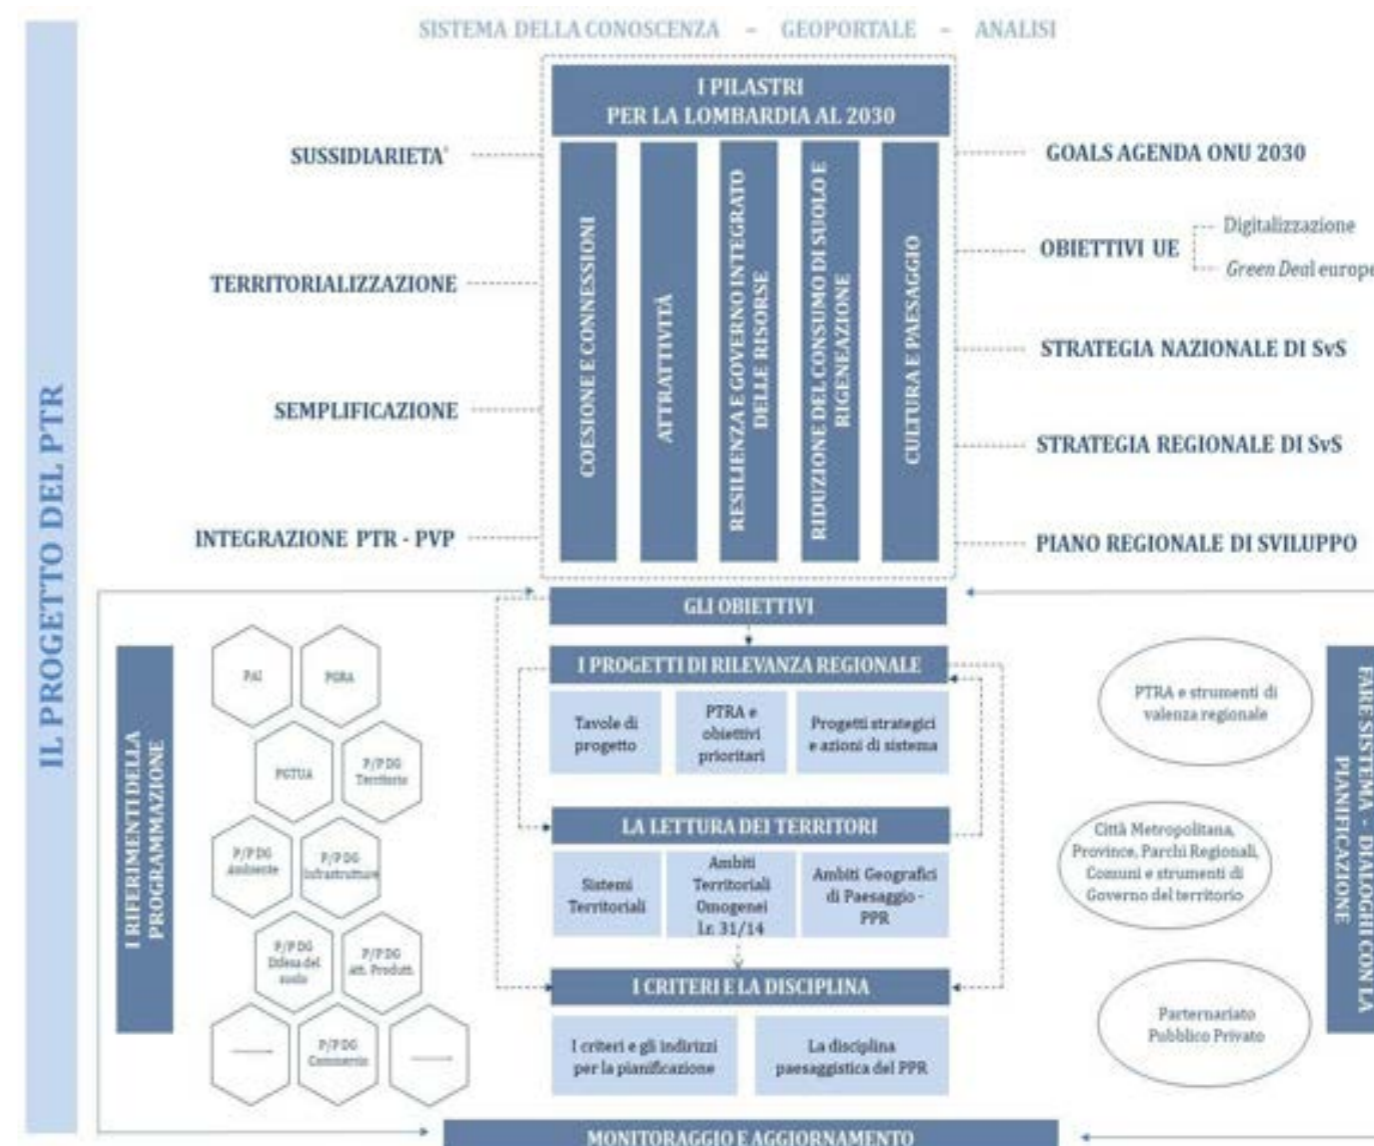 SISTEMA DELLA CONOSCENZA – GEOPORTALE – ANALISI
IL PROGETTO DEL PTR
I PILASTRI
PER LA LOMBARDIA AL 2030
SUSSIDIARIETA'
TERRITORIALIZZAZIONE
SEMPLIFICAZIONE
INTEGRAZIONE PTR - PVP
COESIONE E CONNESSIONI
ATTRATTIVITÀ
RESILIENZA E GOVERNO INTEGRATO
DELLE RISORSE
RIDUZIONE DEL CONSUMO DI SUOLO E
RIGENEAZIONE
CULTURA E PAESAGGIO
GOALS AGENDA ONU 2030
OBIETTIVI UE
Digitalizzazione
Green Deal europe
STRATEGIA NAZIONALE DI SvS
STRATEGIA REGIONALE DI SvS
PIANO REGIONALE DI SVILUPPO
I RIFERIMENTI DELLA
PROGRAMMAZIONE
PAI
PGRA
PGTUA
P/P DG
Territorio
P/P DG
Ambiente
P/P DG
Infrastrutture
P/P DG
Difesa del
suolo
P/P DG
att. Produtt.
P/P DG
Commercio
GLI OBIETTIVI
I PROGETTI DI RILEVANZA REGIONALE
Tavole di
progetto
PTRA e
obiettivi
prioritari
Progetti strategici
e azioni di sistema
LA LETTURA DEI TERRITORI
Sistemi
Territoriali
Ambiti
Territoriali
Omogenei
l.r. 31/14
Ambiti Geografici
di Paesaggio -
PPR
I CRITERI E LA DISCIPLINA
I criteri e gli indirizzi
per la pianificazione
La disciplina
paesaggistica del PPR
PTRA e strumenti di
valenza regionale
Città Metropolitana,
Province, Parchi Regionali,
Comuni e strumenti di
Governo del territorio
Parternariato
Pubblico Privato
FARE SISTEMA - DIALOGHI CON LA
PIANIFICAZIONE
MONITORAGGIO E AGGIORNAMENTO